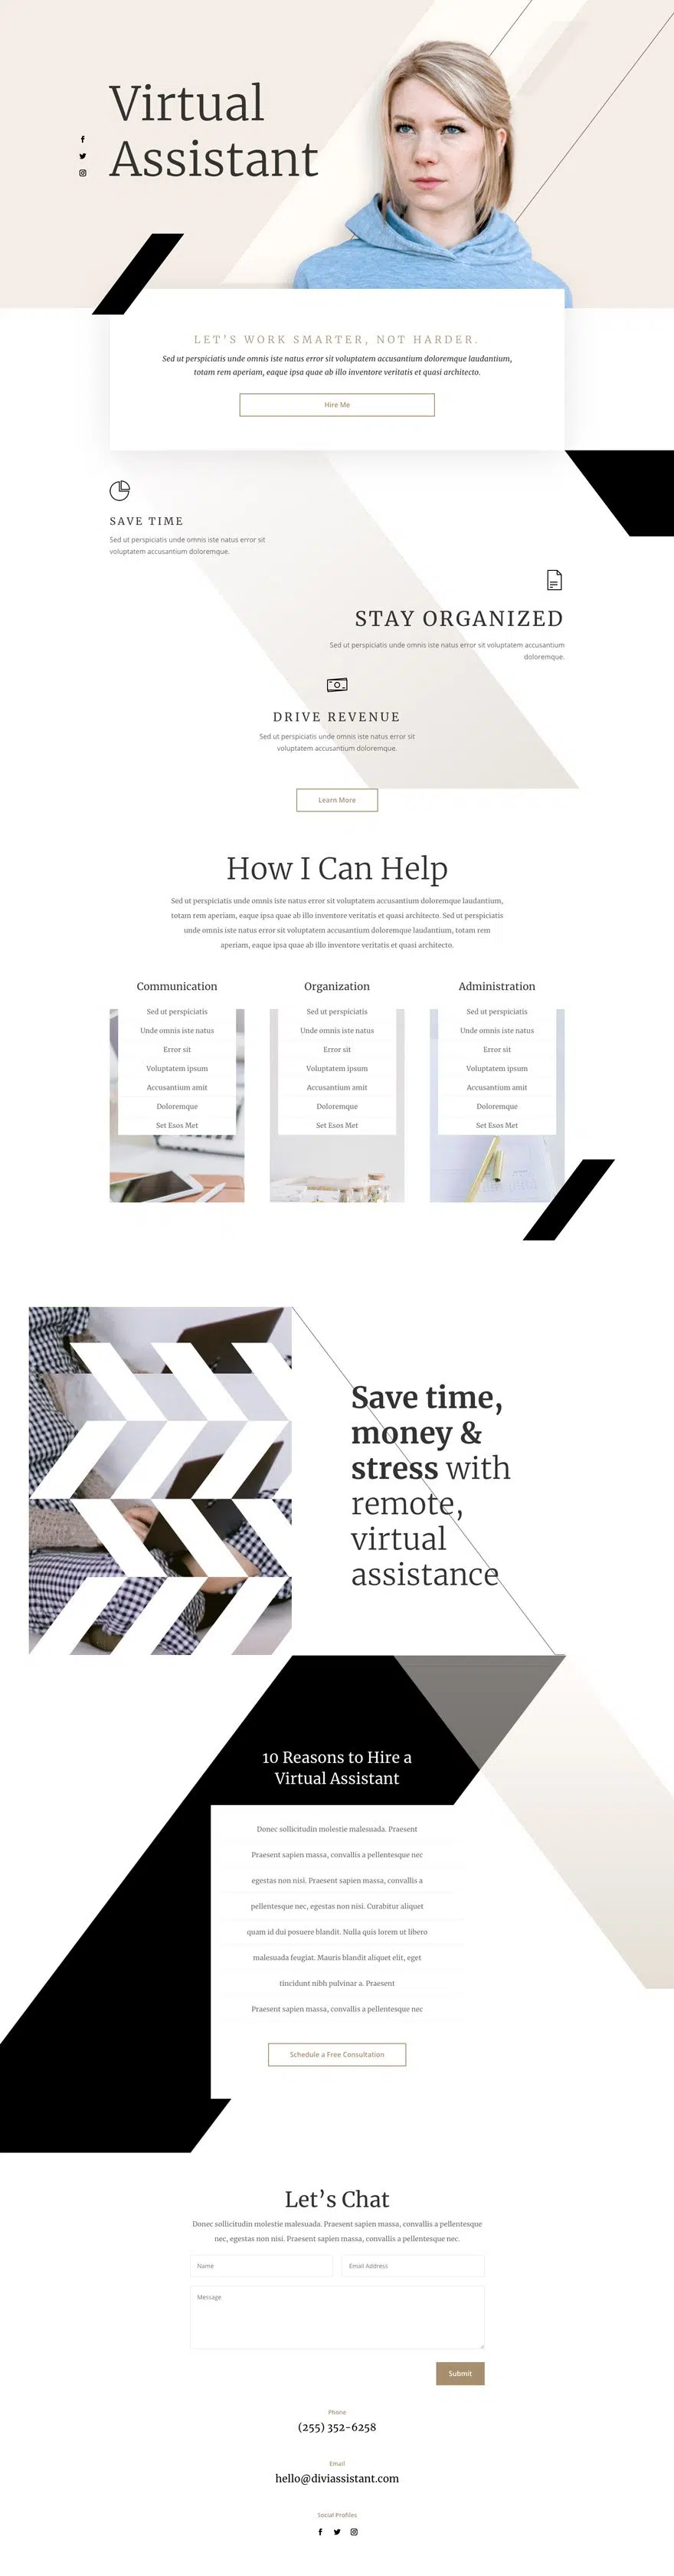 Virtual
Assistant
LET'S WORK SMARTER, NOT HARDER.
Sed ut perspiciatis unde omnis iste natus error sit voluptatem accusantium doloremque laudantium,
totam rem aperiam, eaque ipsa quae ab illo inventore veritatis et quasi architecto.
Hire Me
SAVE TIME
Sed ut perspiciatis unde omnis iste natus error sit
voluptatem accusantium doloremque.
STAY ORGANIZED
Sed ut perspiciatis unde omnis iste natus error sit voluptatem accusantium
doloremque.
DRIVE REVENUE
Sed ut perspiciatis unde omnis iste natus error sit
voluptatem accusantium doloremque.
Learn More
How I Can Help
Sed ut perspiciatis unde omnis iste natus error sit voluptatem accusantium doloremque laudantium,
totam rem aperiam, eaque ipsa quae ab illo inventore veritatis et quasi architecto. Sed ut perspiciatis
unde omnis iste natus error sit voluptatem accusantium doloremque laudantium, totam rem
aperiam, eaque ipsa quae ab illo inventore veritatis et quasi architecto.
Communication
Sed ut perspiciatis
Unde omnis iste natus
Error sit
Voluptatem ipsum
Accusantium amit
Doloremque
Set Esos Met
Organization
Sed ut perspiciatis
Unde omnis iste natus
Error sit
Voluptatem ipsum
Accusantium amit
Doloremque
Set Esos Met
Administration
Sed ut perspiciatis
Unde omnis iste natus
Error sit
Voluptatem ipsum
Accusantium amit
Doloremque
Set Esos Met
Save time,
money &
stress with
remote,
virtual
assistance
10 Reasons to Hire a
Virtual Assistant
Donec sollicitudin molestie malesuada. Praesent
Praesent sapien massa, convallis a pellentesque nec
egestas non nisi. Praesent sapien massa, convallis a
pellentesque nec, egestas non nisi. Curabitur aliquet
quam id dui posuere blandit. Nulla quis lorem ut libero
malesuada feugiat. Mauris blandit aliquet elit, eget
tincidunt nibh pulvinar a. Praesent
Praesent sapien massa, convallis a pellentesque nec
Schedule a Free Consultation
Let's Chat
Donec sollicitudin molestie malesuada. Praesent sapien massa, convallis a pellentesque
nec, egestas non nisi. Praesent sapien massa, convallis a pellentesque nec.
Name
Email Address
Message
Submit
Phone
(255) 352-6258
Email
hello@diviassistant.com
Social Profiles